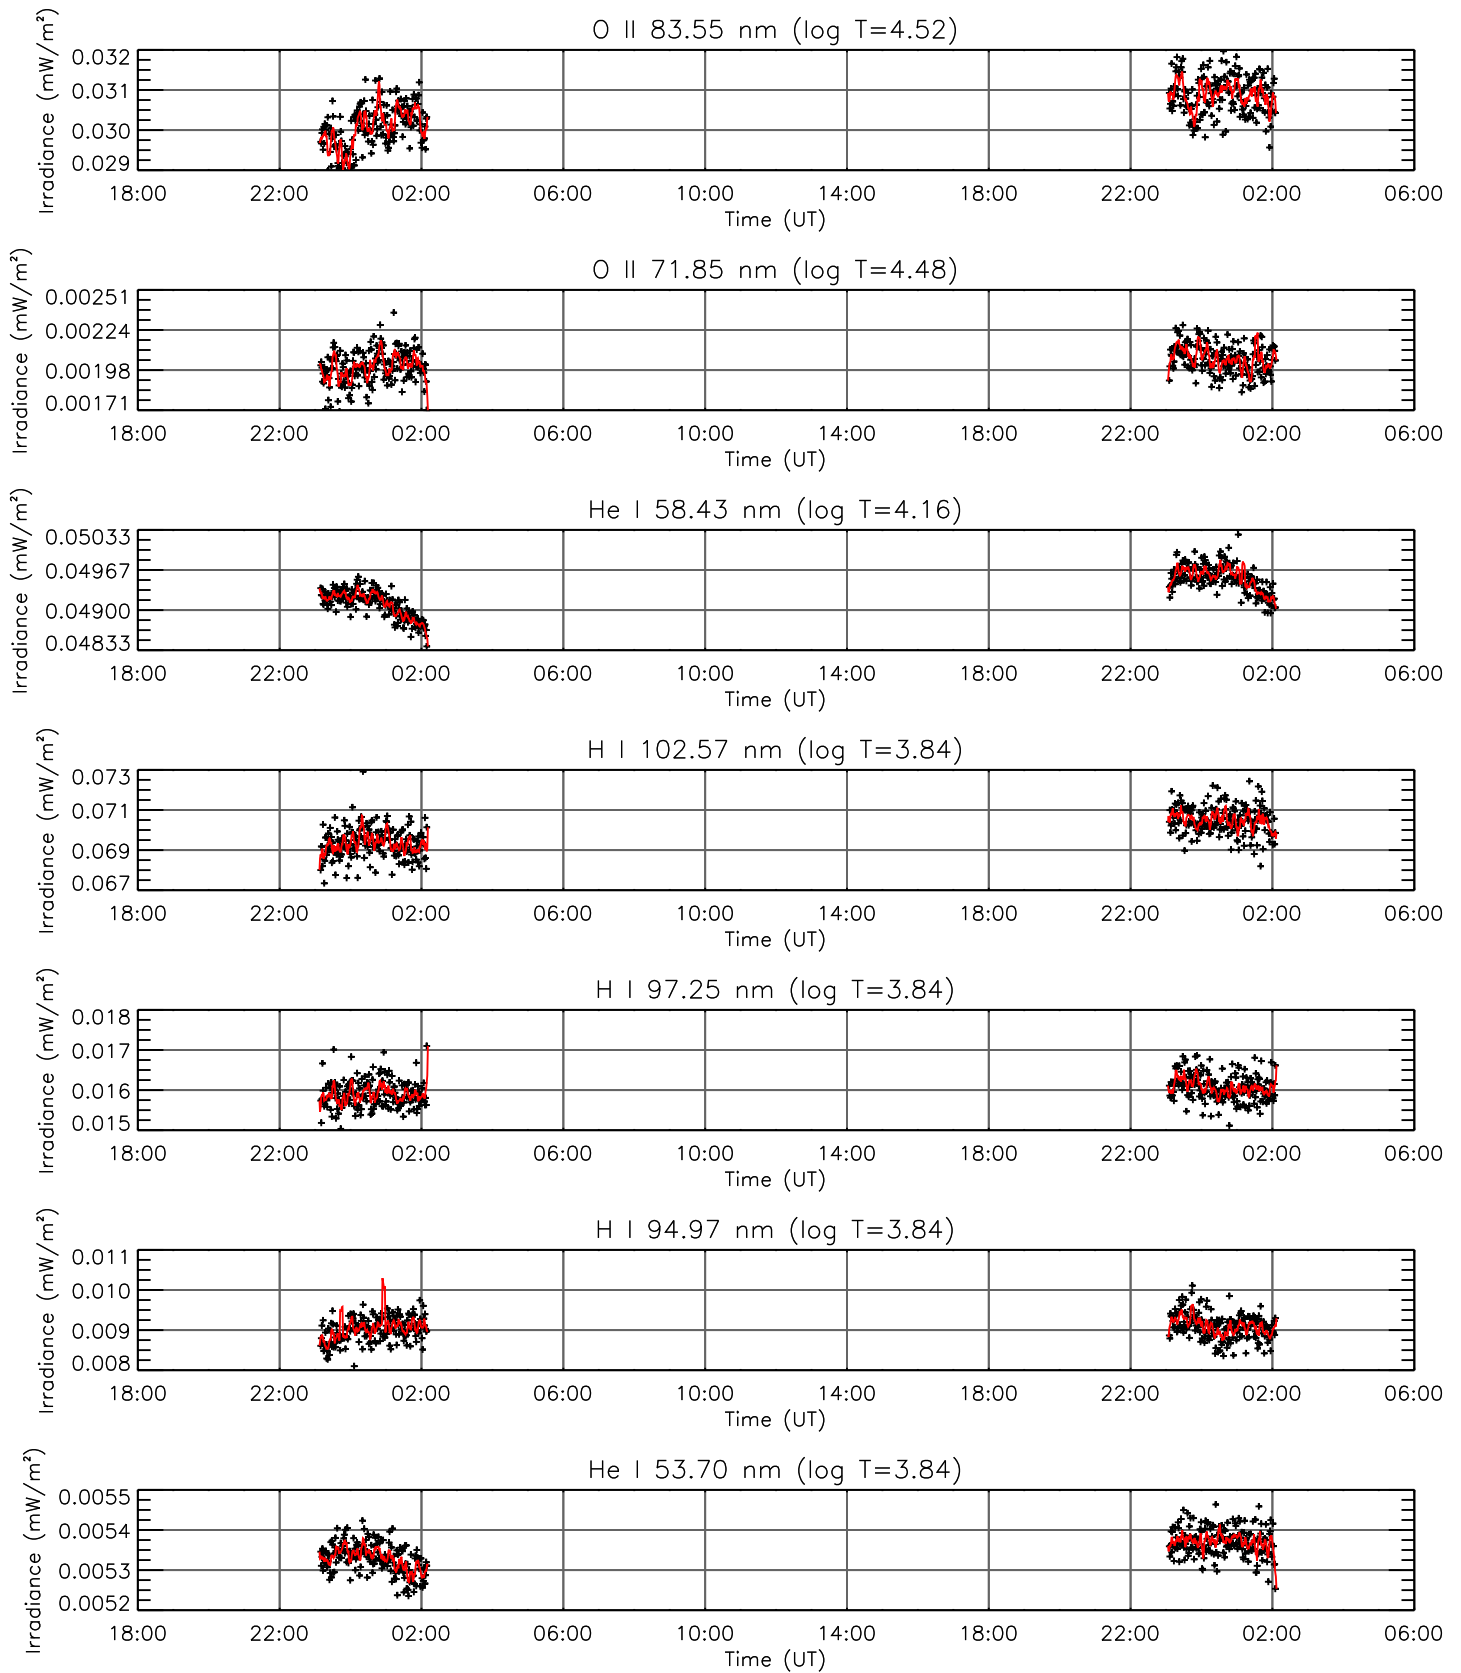 O II 83.55 nm (log T=4.52)
Irradiance (mW/m²)
0.032
0.031
0.030
0.029
18:00 22:00 02:00 06:00 10:00 14:00 18:00 22:00 02:00 06:00
Time (UT)
O II 71.85 nm (log T=4.48)
Irradiance (mW/m²)
0.00251
0.00224
0.00198
0.00171
18:00 22:00 02:00 06:00 10:00 14:00 18:00 22:00 02:00 06:00
Time (UT)
He I 58.43 nm (log T=4.16)
Irradiance (mW/m²)
0.05033
0.04967
0.04900
0.04833
18:00 22:00 02:00 06:00 10:00 14:00 18:00 22:00 02:00 06:00
Time (UT)
H I 102.57 nm (log T=3.84)
Irradiance (mW/m²)
0.073
0.071
0.069
0.067
18:00 22:00 02:00 06:00 10:00 14:00 18:00 22:00 02:00 06:00
Time (UT)
H I 97.25 nm (log T=3.84)
Irradiance (mW/m²)
0.018
0.017
0.016
0.015
18:00 22:00 02:00 06:00 10:00 14:00 18:00 22:00 02:00 06:00
Time (UT)
H I 94.97 nm (log T=3.84)
Irradiance (mW/m²)
0.011
0.010
0.009
0.008
18:00 22:00 02:00 06:00 10:00 14:00 18:00 22:00 02:00 06:00
Time (UT)
He I 53.70 nm (log T=3.84)
Irradiance (mW/m²)
0.0055
0.0054
0.0053
0.0052
18:00 22:00 02:00 06:00 10:00 14:00 18:00 22:00 02:00 06:00
Time (UT)